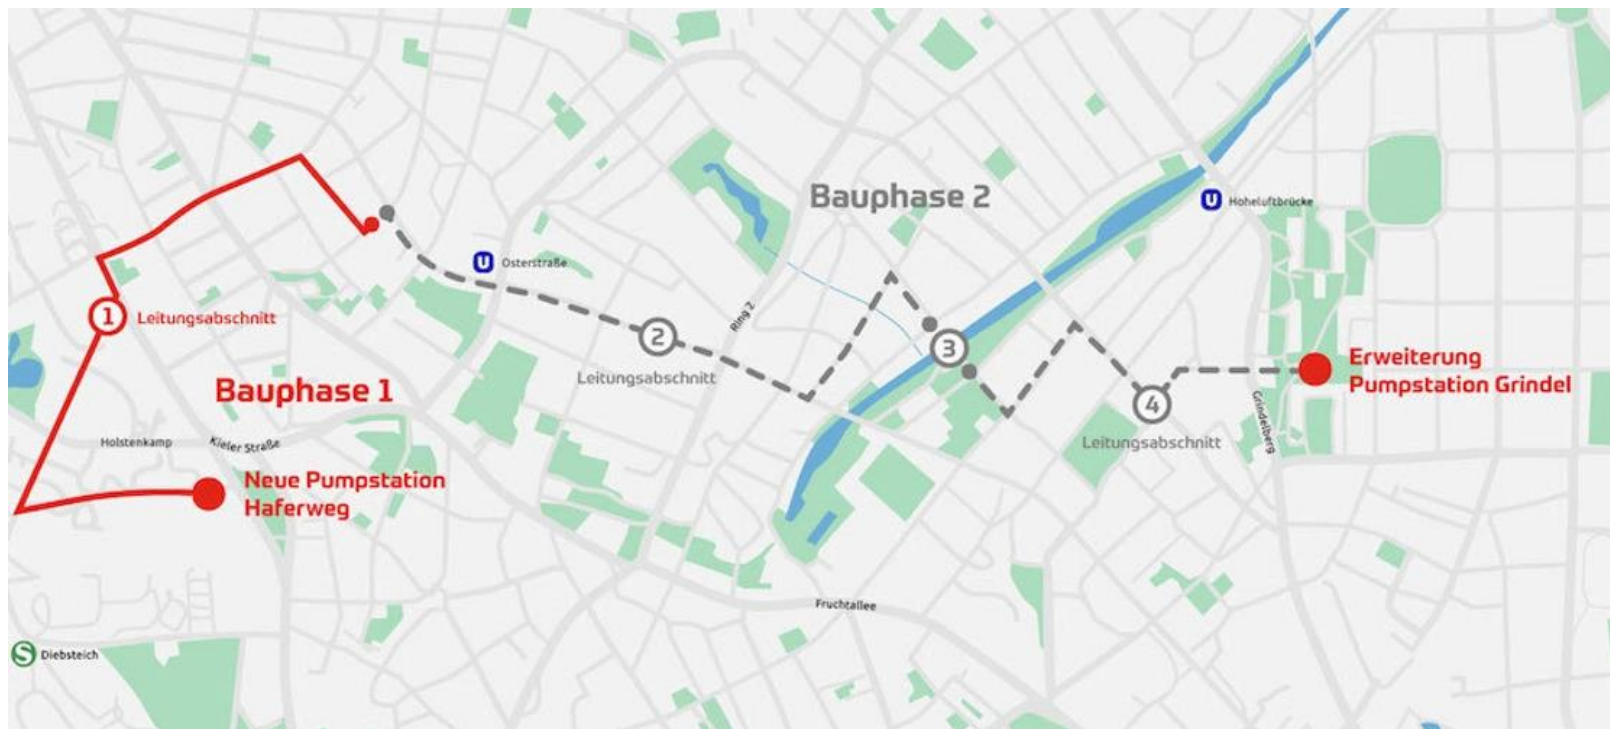 Bauphase 2
U Hoheluftbrücke
U Osterstraße
1 Leitungsabschnitt
Ring 2
2
Leitungsabschnitt
3
Erweiterung
Pumpstation Grindel
Bauphase 1
4
Leitungsabschnitt
Grindelberg
Holstenkamp
Kieler Straße
Neue Pumpstation
Haferweg
Fruchtallee
S Diebsteich